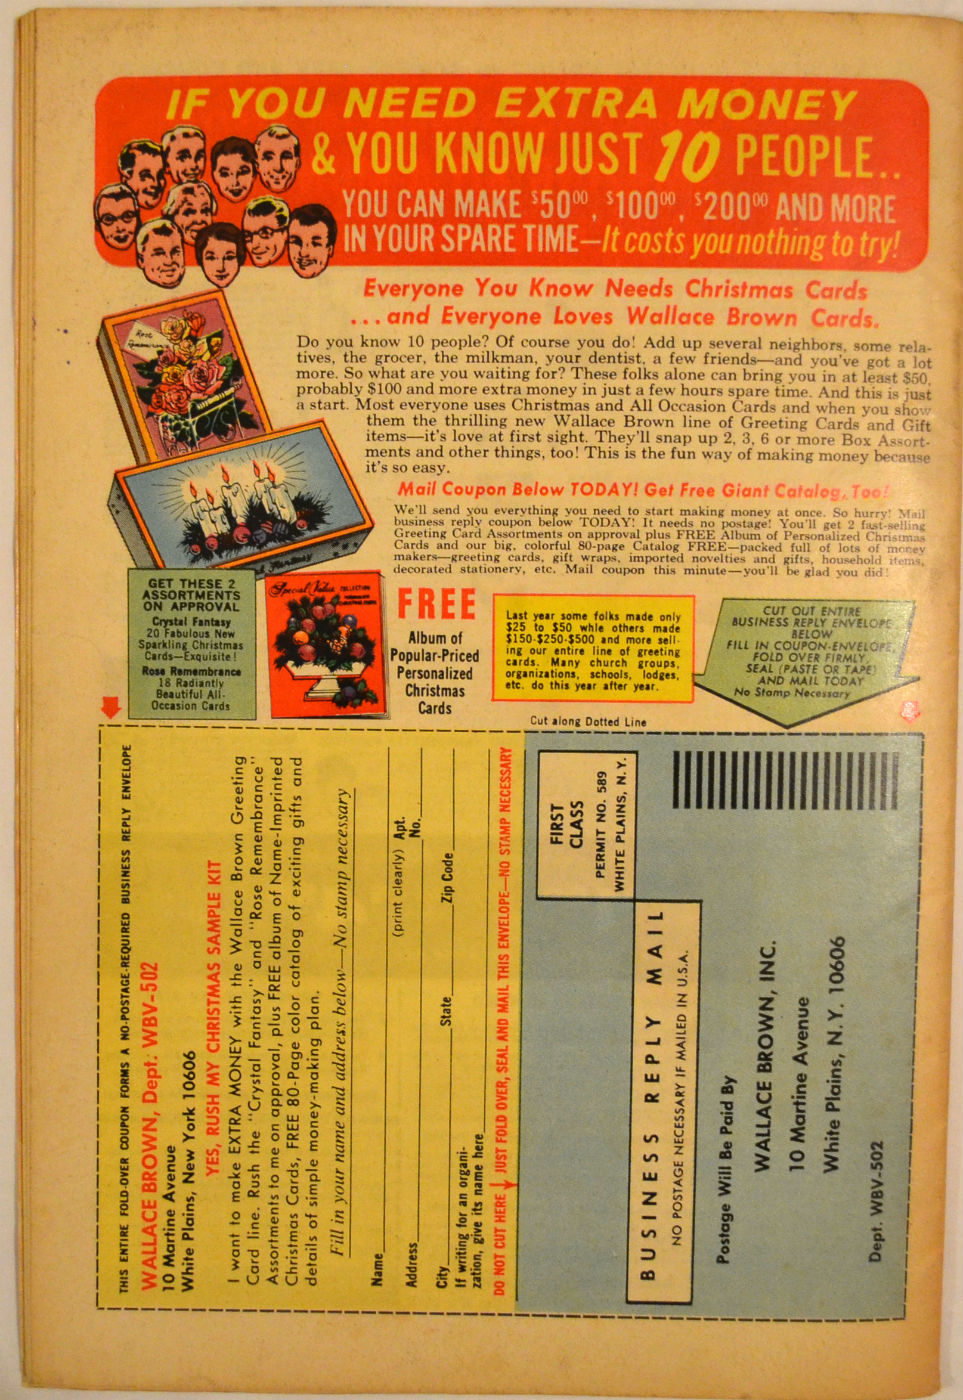 IF YOU NEED EXTRA MONEY
& YOU KNOW JUST 10 PEOPLE..
YOU CAN MAKE $50⁰⁰, $100⁰⁰, $200⁰⁰ AND MORE
IN YOUR SPARE TIME—It costs you nothing to try!
Everyone You Know Needs Christmas Cards
...and Everyone Loves Wallace Brown Cards.
Do you know 10 people? Of course you do! Add up several neighbors, some rela-
tives, the grocer, the milkman, your dentist, a few friends—and you've got a lot
more. So what are you waiting for? These folks alone can bring you in at least $50,
probably $100 and more extra money in just a few hours spare time. And this is just
a start. Most everyone uses Christmas and All Occasion Cards and when you show
them the thrilling new Wallace Brown line of Greeting Cards and Gift
items—it's love at first sight. They'll snap up 2, 3, 6 or more Box Assort-
ments and other things, too! This is the fun way of making money because
it's so easy.
Mail Coupon Below TODAY! Get Free Giant Catalog, Too!
We'll send you everything you need to start making money at once. So hurry! Mail
business reply coupon below TODAY! It needs no postage! You'll get 2 fast-selling
Greeting Card Assortments on approval plus FREE Album of Personalized Christmas
Cards and our big, colorful 80-page Catalog FREE—packed full of lots of money
makers—greeting cards, gift wraps, imported novelties and gifts, household items,
decorated stationery, etc. Mail coupon this minute—you'll be glad you did!
GET THESE 2
ASSORTMENTS
ON APPROVAL
Crystal Fantasy
20 Fabulous New
Sparkling Christmas
Cards—Exquisite!
Rose Remembrance
18 Radiantly
Beautiful All-
Occasion Cards
Special Value COLLECTION
FREE
Album of
Popular-Priced
Personalized
Christmas
Cards
Last year some folks made only
$25 to $50 whle others made
$150-$250-$500 and more sell-
ing our entire line of greeting
cards. Many church groups,
organizations, schools, lodges,
etc. do this year after year.
CUT OUT ENTIRE
BUSINESS REPLY ENVELOPE
BELOW
FILL IN COUPON-ENVELOPE,
FOLD OVER FIRMLY,
SEAL (PASTE OR TAPE)
AND MAIL TODAY
No Stamp Necessary
Cut along Dotted Line
THIS ENTIRE FOLD-OVER COUPON FORMS A NO-POSTAGE-REQUIRED BUSINESS REPLY ENVELOPE
WALLACE BROWN, Dept. WBV-502
10 Martine Avenue
White Plains, New York 10606
YES, RUSH MY CHRISTMAS SAMPLE KIT
I want to make EXTRA MONEY with the Wallace Brown Greeting
Card line. Rush the "Crystal Fantasy" and "Rose Remembrance"
Assortments to me on approval, plus FREE album of Name-Imprinted
Christmas Cards, FREE 80-Page color catalog of exciting gifts and
details of simple money-making plan.
Fill in your name and address below—No stamp necessary
Name
(print clearly)
Address Apt. No.
City State Zip Code
If writing for an organi-
zation, give its name here
DO NOT CUT HERE JUST FOLD OVER, SEAL AND MAIL THIS ENVELOPE—NO STAMP NECESSARY
FIRST
CLASS
PERMIT NO. 589
WHITE PLAINS, N.Y.
BUSINESS REPLY MAIL
NO POSTAGE NECESSARY IF MAILED IN U.S.A.
Postage Will Be Paid By
WALLACE BROWN, INC.
10 Martine Avenue
White Plains, N.Y. 10606
Dept. WBV-502